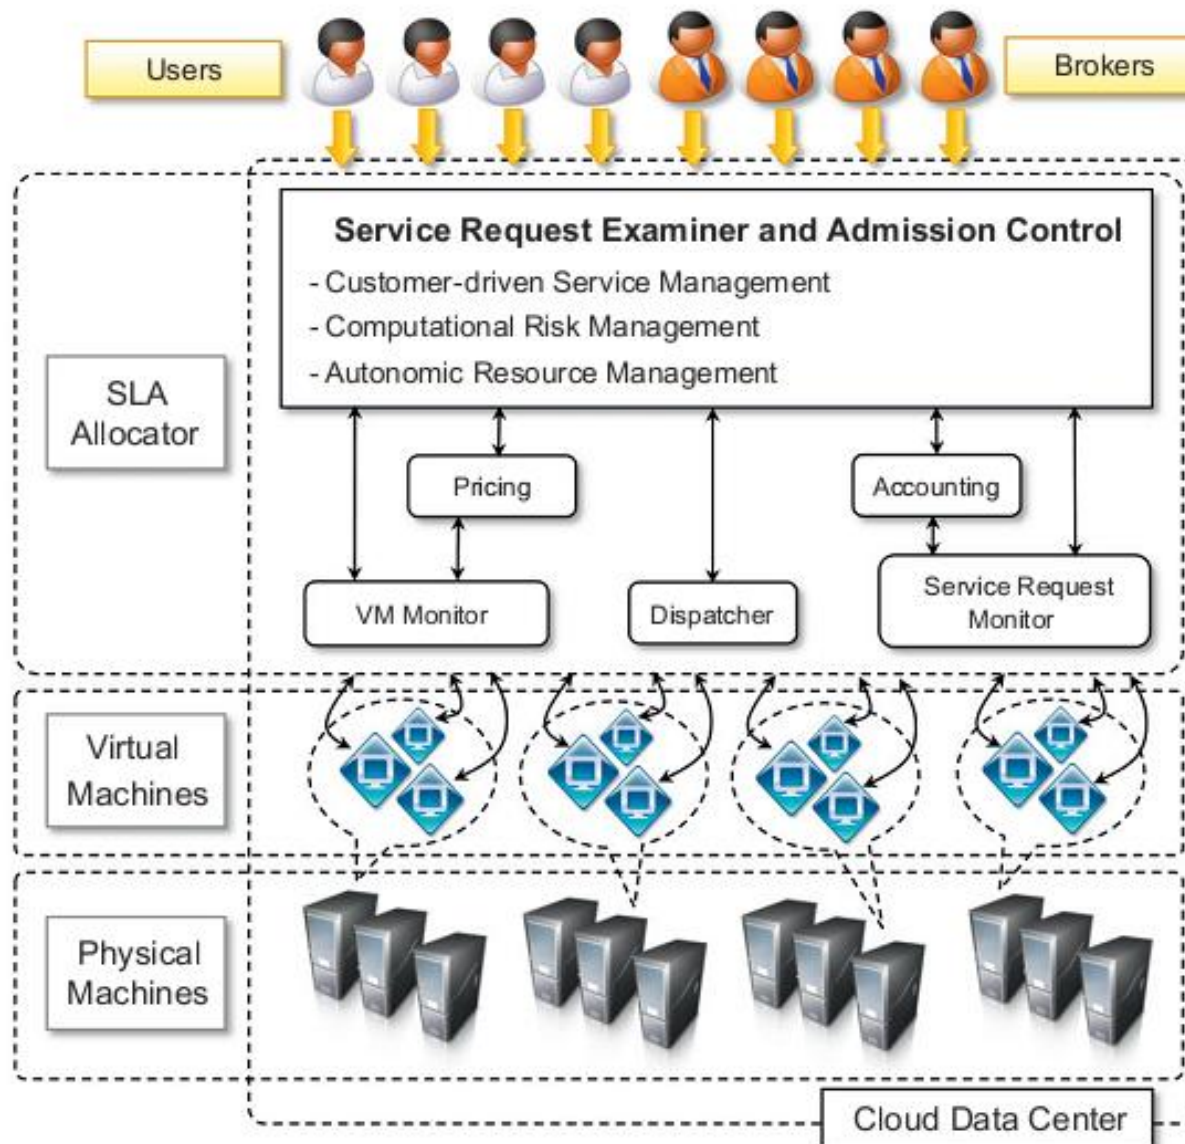 Users
Brokers
Service Request Examiner and Admission Control
- Customer-driven Service Management
- Computational Risk Management
- Autonomic Resource Management
SLA
Allocator
Pricing
Accounting
VM Monitor
Dispatcher
Service Request
Monitor
Virtual
Machines
Physical
Machines
Cloud Data Center